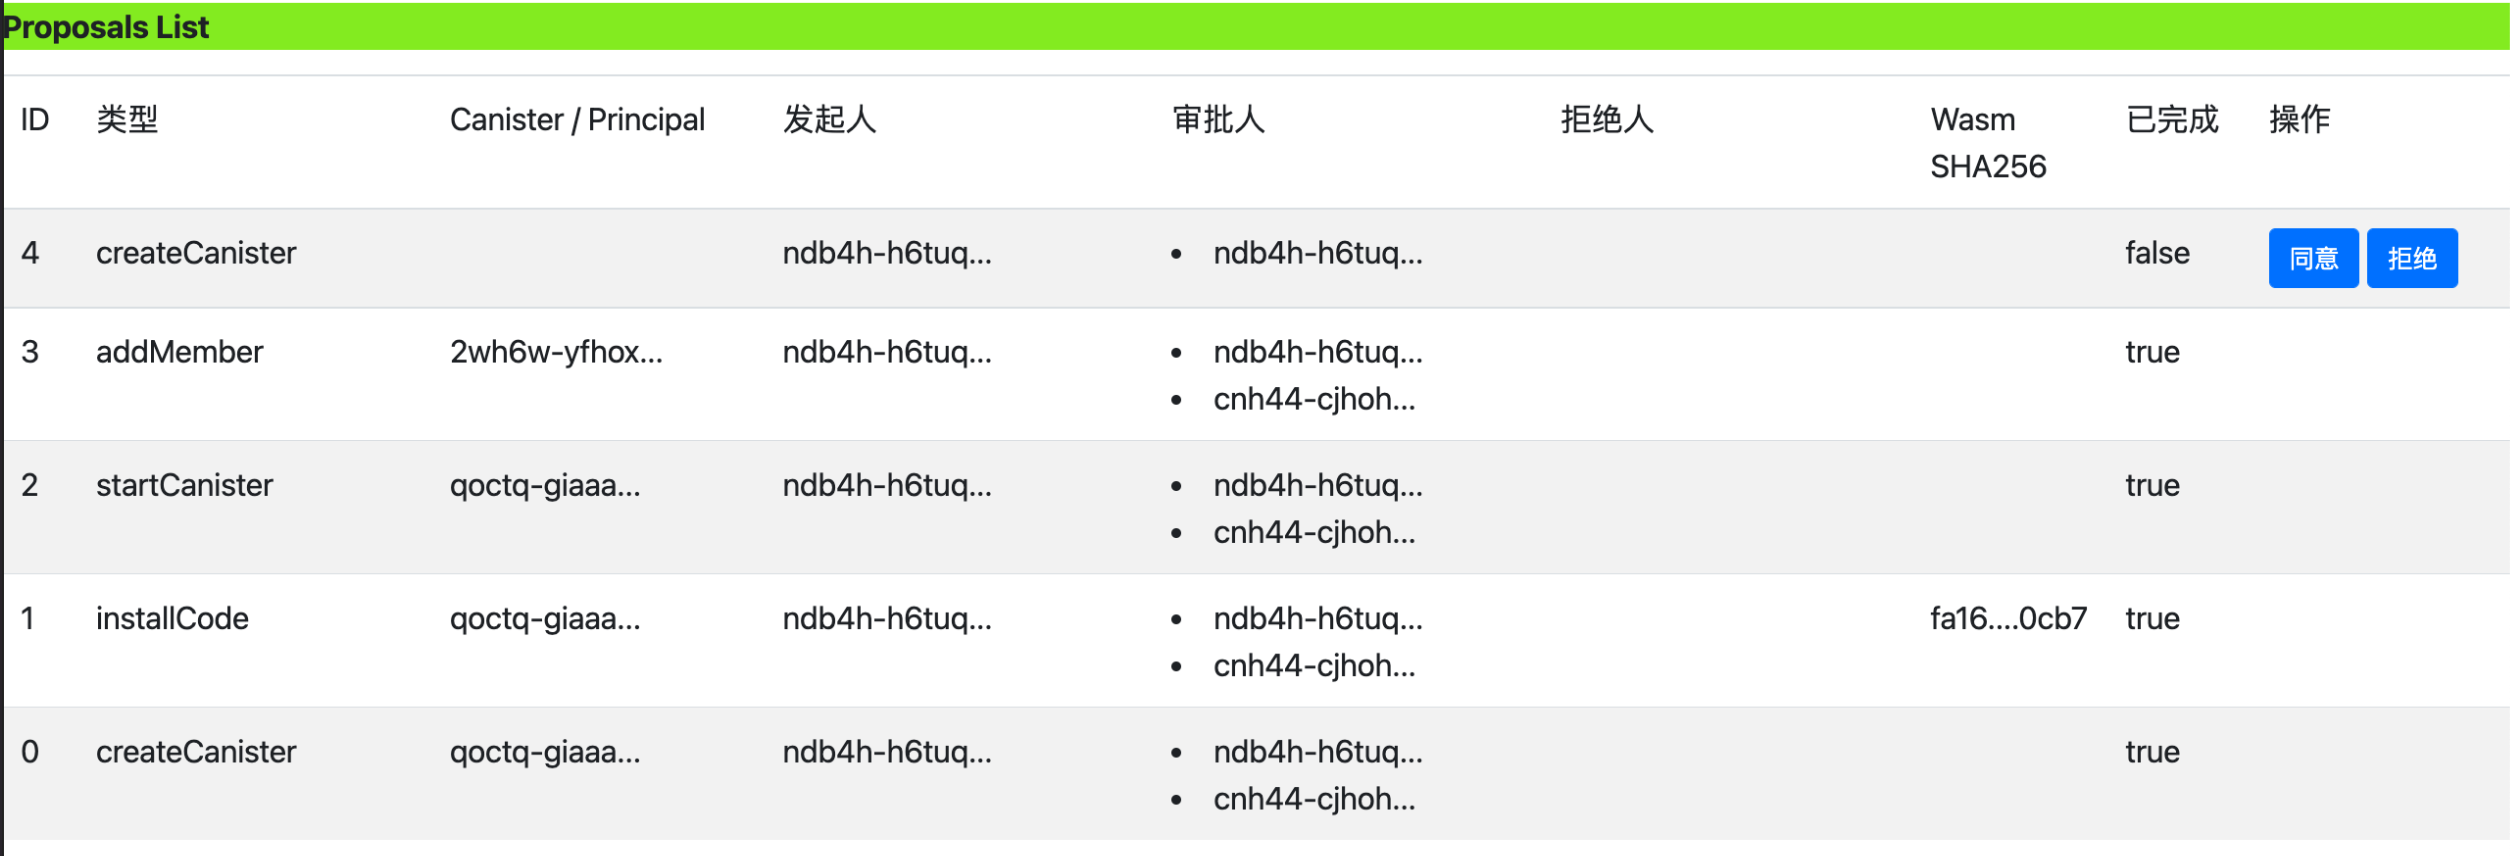 Proposals List
ID 类型 Canister / Principal 发起人 审批人 拒绝人 Wasm SHA256 已完成 操作
4 createCanister ndb4h-h6tuq... • ndb4h-h6tuq... false 同意 拒绝
3 addMember 2wh6w-yfhox... ndb4h-h6tuq... • ndb4h-h6tuq... true
• cnh44-cjhoh...
2 startCanister qoctq-giaaa... ndb4h-h6tuq... • ndb4h-h6tuq... true
• cnh44-cjhoh...
1 installCode qoctq-giaaa... ndb4h-h6tuq... • ndb4h-h6tuq... fa16....0cb7 true
• cnh44-cjhoh...
0 createCanister qoctq-giaaa... ndb4h-h6tuq... • ndb4h-h6tuq... true
• cnh44-cjhoh...